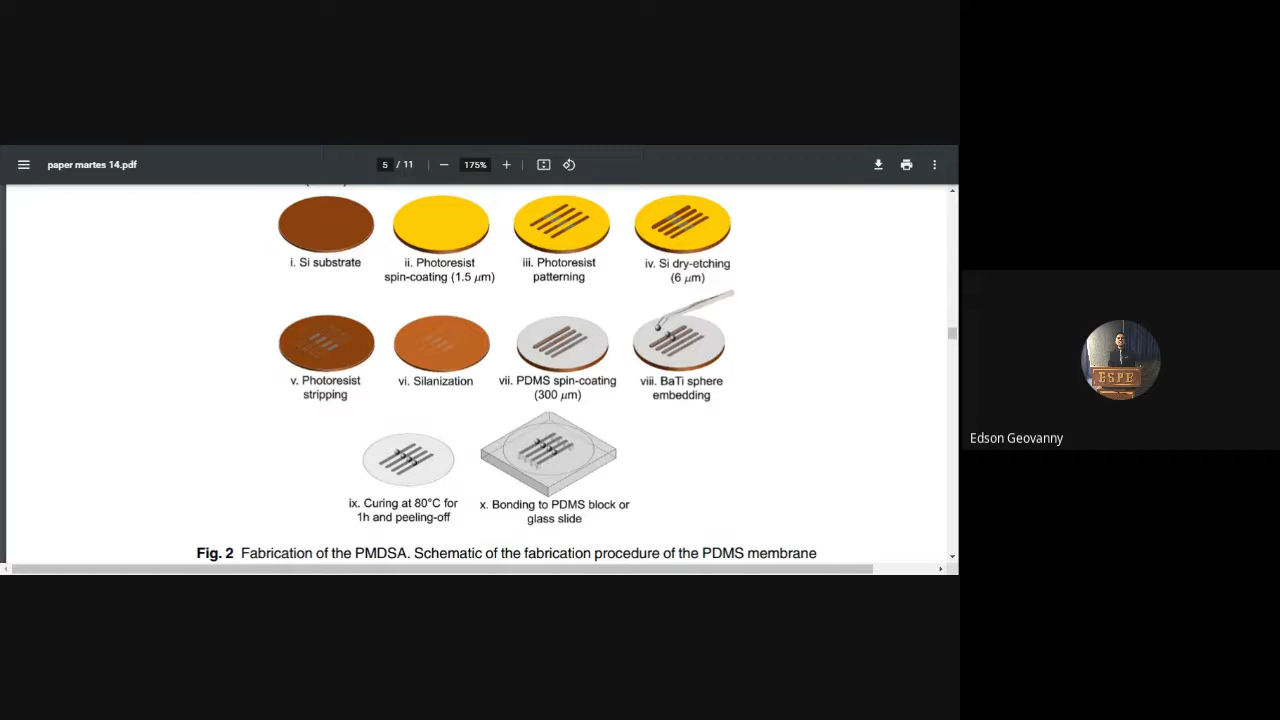 paper martes 14.pdf
5 / 11
175%
i. Si substrate
ii. Photoresist
spin-coating (1.5 μm)
iii. Photoresist
patterning
iv. Si dry-etching
(6 μm)
v. Photoresist
stripping
vi. Silanization
vii. PDMS spin-coating
(300 μm)
viii. BaTi sphere
embedding
ix. Curing at 80°C for
1h and peeling-off
x. Bonding to PDMS block or
glass slide
Fig. 2 Fabrication of the PMDSA. Schematic of the fabrication procedure of the PDMS membrane
ESPE
Edson Geovanny